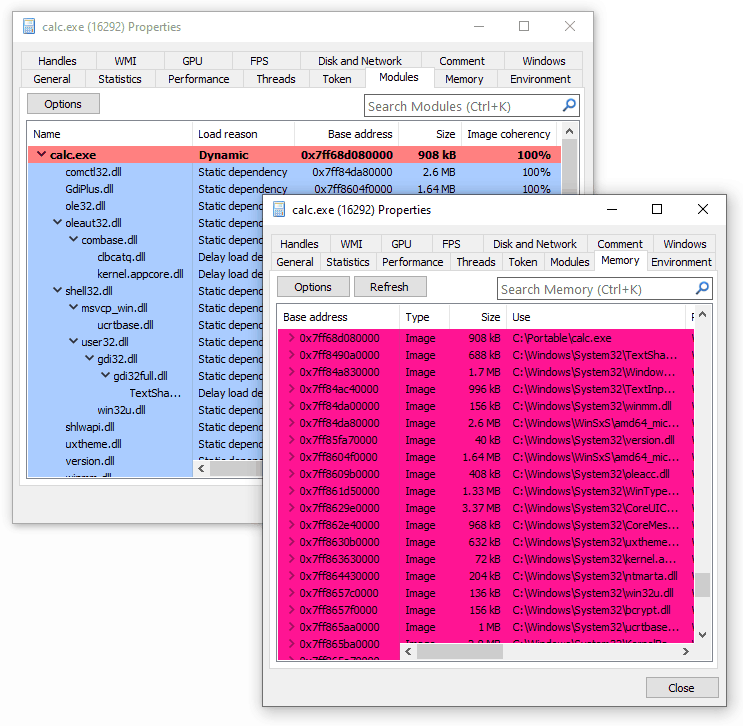 calc.exe (16292) Properties
Handles WMI GPU FPS Disk and Network Comment Windows
General Statistics Performance Threads Token Modules Memory Environment
Options Search Modules (Ctrl+K)
Name Load reason Base address Size Image coherency
calc.exe Dynamic 0x7ff68d080000 908 kB 100%
comctl32.dll Static dependency 0x7ff84da80000 2.6 MB 100%
GdiPlus.dll Static dependency 0x7ff8604f0000 1.64 MB 100%
ole32.dll Static depend
oleaut32.dll Static depend
combase.dll Static depend
clbcatq.dll Delay load de
kernel.appcore.dll Delay load de
shell32.dll Static depend
msvcp_win.dll Static depend
ucrtbase.dll Static depend
user32.dll Static depend
gdi32.dll Static depend
gdi32full.dll Static depend
TextSha... Delay load de
win32u.dll Static depend
shlwapi.dll Static depend
uxtheme.dll Static depend
version.dll Static depend
calc.exe (16292) Properties
Handles WMI GPU FPS Disk and Network Comment Windows
General Statistics Performance Threads Token Modules Memory Environment
Options Refresh Search Memory (Ctrl+K)
Base address Type Size Use
0x7ff68d080000 Image 908 kB C:\Portable\calc.exe
0x7ff8490a0000 Image 688 kB C:\Windows\System32\TextSha...
0x7ff84a830000 Image 1.7 MB C:\Windows\System32\Window...
0x7ff84ac40000 Image 996 kB C:\Windows\System32\TextInp...
0x7ff84da00000 Image 156 kB C:\Windows\System32\winmm.dll
0x7ff84da80000 Image 2.6 MB C:\Windows\WinSxS\amd64_mic...
0x7ff85fa70000 Image 40 kB C:\Windows\System32\version.dll
0x7ff8604f0000 Image 1.64 MB C:\Windows\WinSxS\amd64_mic...
0x7ff8609b0000 Image 408 kB C:\Windows\System32\oleacc.dll
0x7ff861d50000 Image 1.33 MB C:\Windows\System32\WinType...
0x7ff8629e0000 Image 3.37 MB C:\Windows\System32\CoreUIC...
0x7ff862e40000 Image 968 kB C:\Windows\System32\CoreMes...
0x7ff8630b0000 Image 632 kB C:\Windows\System32\uxtheme...
0x7ff863630000 Image 72 kB C:\Windows\System32\kernel.a...
0x7ff864430000 Image 204 kB C:\Windows\System32\ntmarta.dll
0x7ff8657c0000 Image 136 kB C:\Windows\System32\win32u.dll
0x7ff8657f0000 Image 156 kB C:\Windows\System32\bcrypt.dll
0x7ff865aa0000 Image 1 MB C:\Windows\System32\ucrtbase...
0x7ff865ba0000 Image
Close